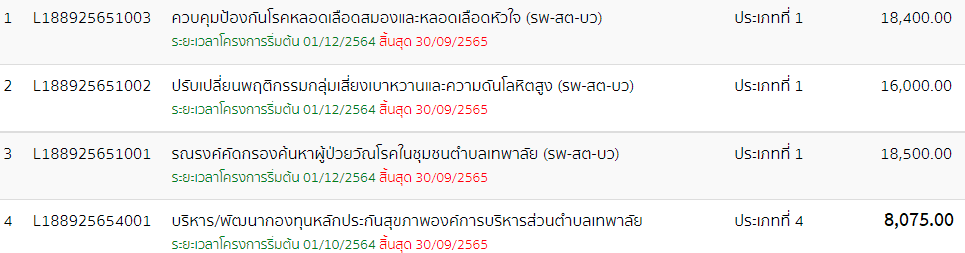 1 L188925651003 ควบคุมป้องกันโรคหลอดเลือดสมองและหลอดเลือดหัวใจ (รพ-สต-บว) ประเภทที่ 1 18,400.00
ระยะเวลาโครงการริ่มต้น 01/12/2564 สิ้นสุด 30/09/2565
2 L188925651002 ปรับเปลี่ยนพฤติกรรมกลุ่มเสี่ยงเบาหวานและความดันโลหิตสูง (รพ-สต-บว) ประเภทที่ 1 16,000.00
ระยะเวลาโครงการริ่มต้น 01/12/2564 สิ้นสุด 30/09/2565
3 L188925651001 รณรงค์คัดกรองค้นหาผู้ป่วยวัณโรคในชุมชนตำบลเทพาลัย (รพ-สต-บว) ประเภทที่ 1 18,500.00
ระยะเวลาโครงการริ่มต้น 01/12/2564 สิ้นสุด 30/09/2565
4 L188925654001 บริหาร/พัฒนากองทุนหลักประกันสุขภาพองค์การบริหารส่วนตำบลเทพาลัย ประเภทที่ 4 8,075.00
ระยะเวลาโครงการริ่มต้น 01/10/2564 สิ้นสุด 30/09/2565